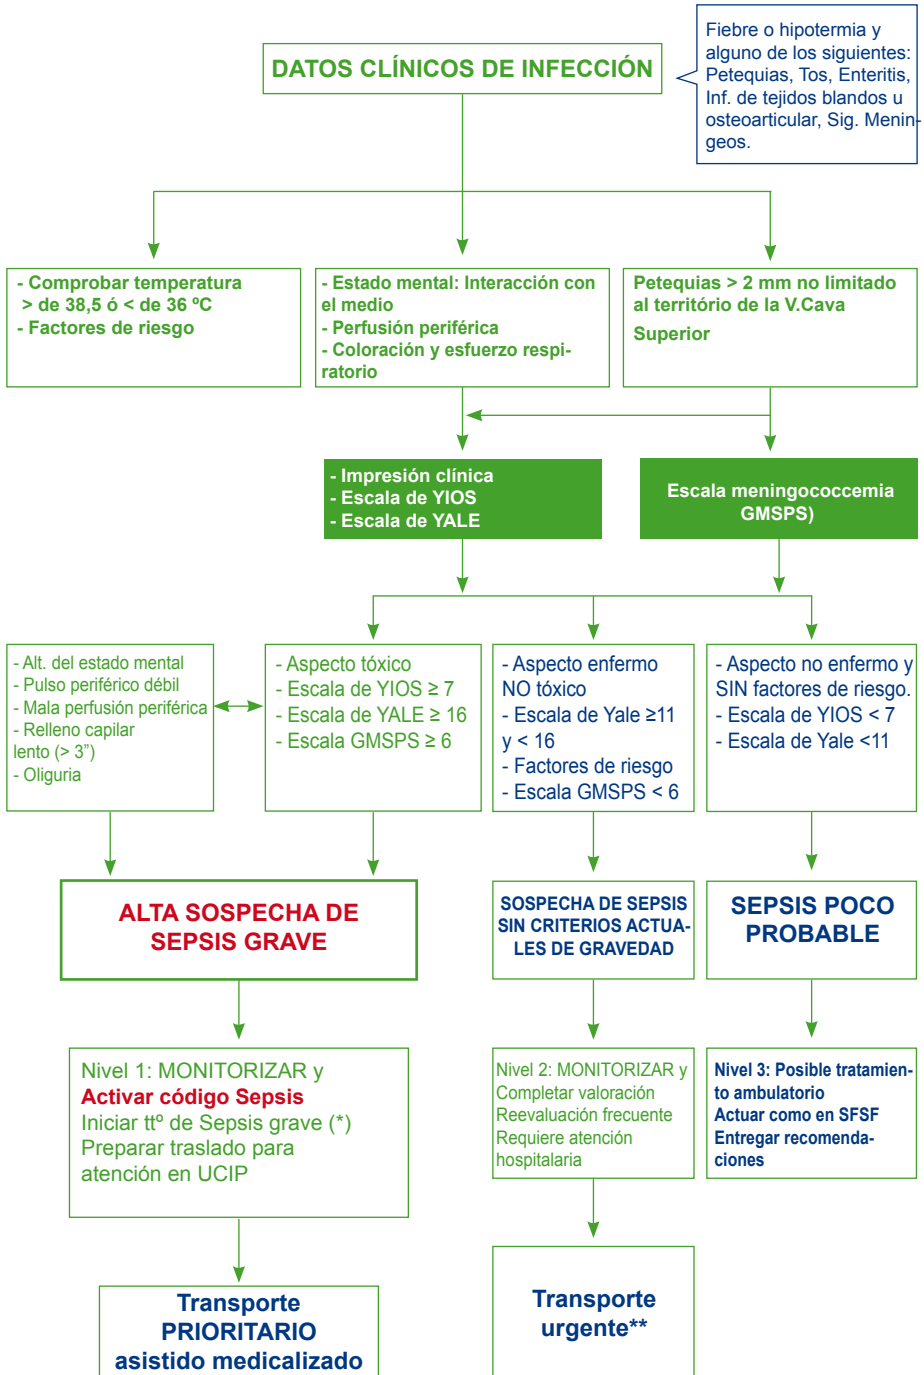 DATOS CLÍNICOS DE INFECCIÓN
Fiebre o hipotermia y
alguno de los siguientes:
Petequias, Tos, Enteritis,
Inf. de tejidos blandos u
osteoarticular, Sig. Menin-
geos.
- Comprobar temperatura
> de 38,5 ó < de 36 ºC
- Factores de riesgo
- Estado mental: Interacción con
el medio
- Perfusión periférica
- Coloración y esfuerzo respi-
ratorio
Petequias > 2 mm no limitado
al território de la V.Cava
Superior
- Impresión clínica
- Escala de YIOS
- Escala de YALE
Escala meningococcemia
GMSPS)
- Alt. del estado mental
- Pulso periférico débil
- Mala perfusión periférica
- Relleno capilar
lento (> 3”)
- Oliguria
- Aspecto tóxico
- Escala de YIOS ≥ 7
- Escala de YALE ≥ 16
- Escala GMSPS ≥ 6
- Aspecto enfermo
NO tóxico
- Escala de Yale ≥11
y < 16
- Factores de riesgo
- Escala GMSPS < 6
- Aspecto no enfermo y
SIN factores de riesgo.
- Escala de YIOS < 7
- Escala de Yale <11
ALTA SOSPECHA DE
SEPSIS GRAVE
SOSPECHA DE SEPSIS
SIN CRITERIOS ACTUA-
LES DE GRAVEDAD
SEPSIS POCO
PROBABLE
Nivel 1: MONITORIZAR y
Activar código Sepsis
Iniciar ttº de Sepsis grave (*)
Preparar traslado para
atención en UCIP
Nivel 2: MONITORIZAR y
Completar valoración
Reevaluación frecuente
Requiere atención
hospitalaria
Nivel 3: Posible tratamien-
to ambulatorio
Actuar como en SFSF
Entregar recomenda-
ciones
Transporte
PRIORITARIO
asistido medicalizado
Transporte
urgente**